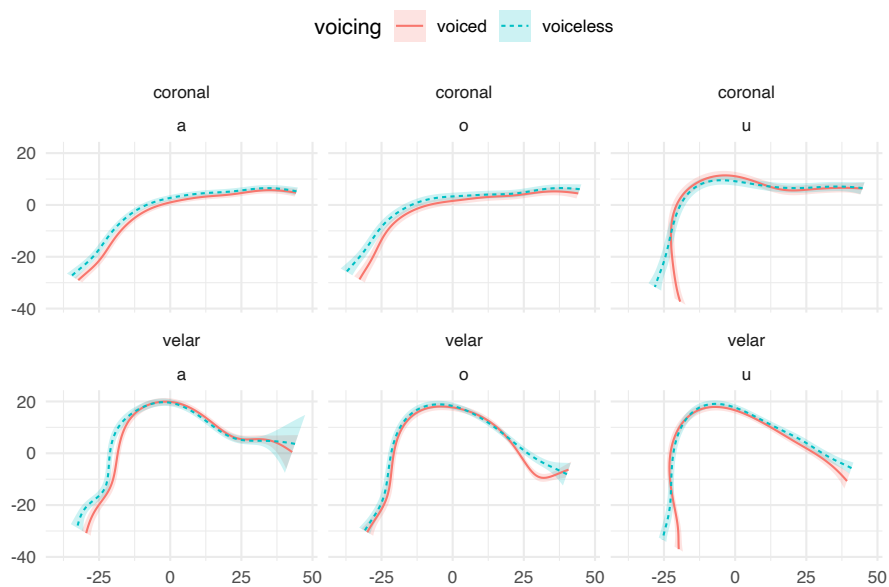 voicing voiced voiceless
coronal coronal coronal
a o u
20
0
-20
-40
velar velar velar
a o u
20
0
-20
-40
-25 0 25 50 -25 0 25 50 -25 0 25 50